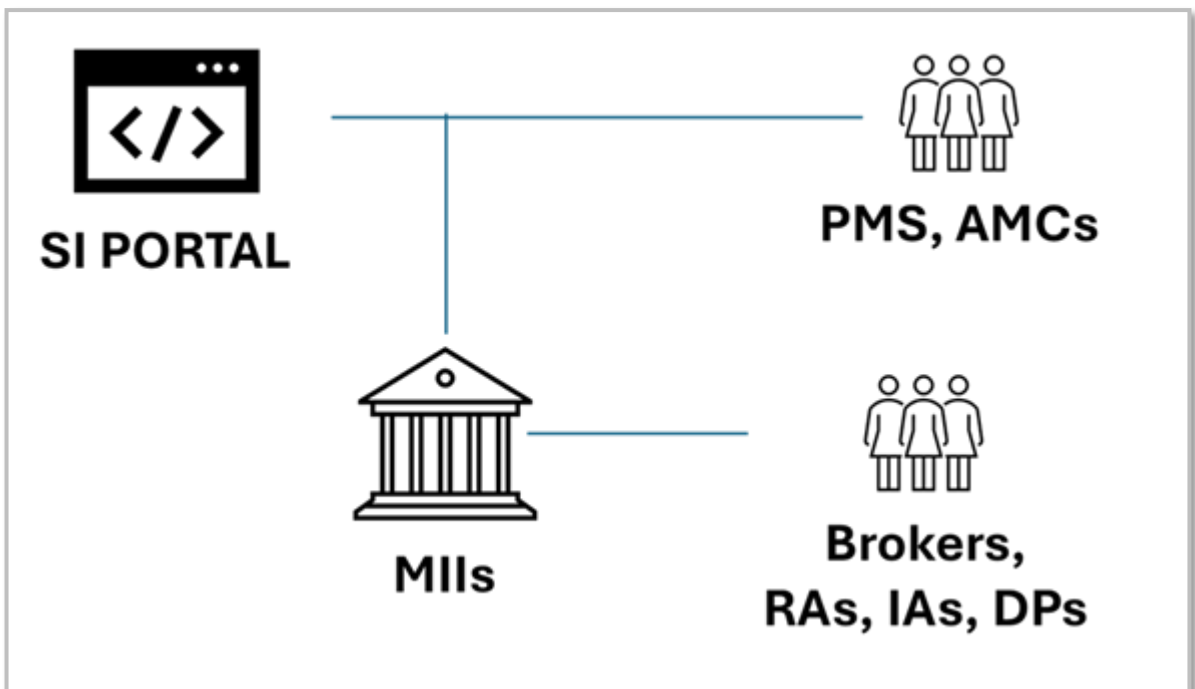 </>
SI PORTAL
PMS, AMCs
MIIs
Brokers,
RAs, IAs, DPs